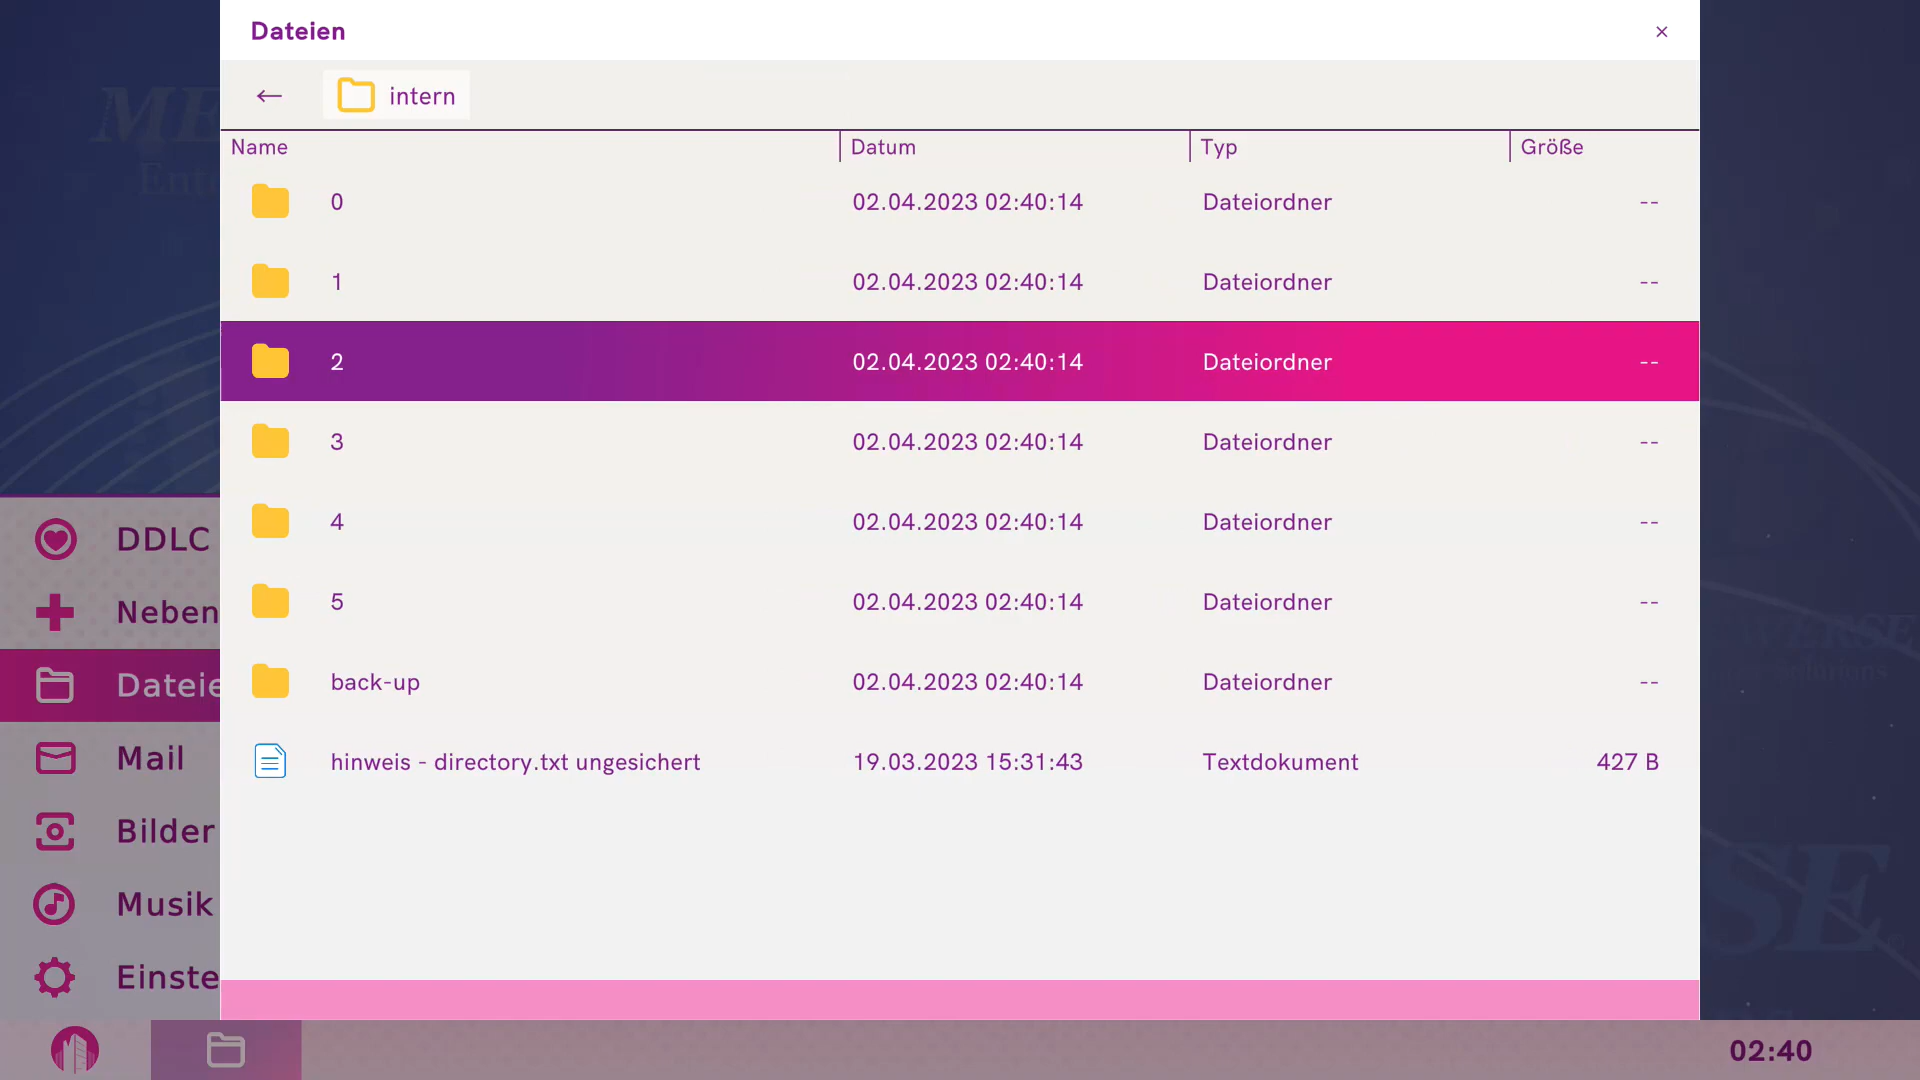 Dateien
×
← intern
Name Datum Typ Größe
0 02.04.2023 02:40:14 Dateiordner --
1 02.04.2023 02:40:14 Dateiordner --
2 02.04.2023 02:40:14 Dateiordner --
3 02.04.2023 02:40:14 Dateiordner --
4 02.04.2023 02:40:14 Dateiordner --
5 02.04.2023 02:40:14 Dateiordner --
back-up 02.04.2023 02:40:14 Dateiordner --
hinweis - directory.txt ungesichert 19.03.2023 15:31:43 Textdokument 427 B
DDLC
Neben
Dateie
Mail
Bilder
Musik
Einste
02:40